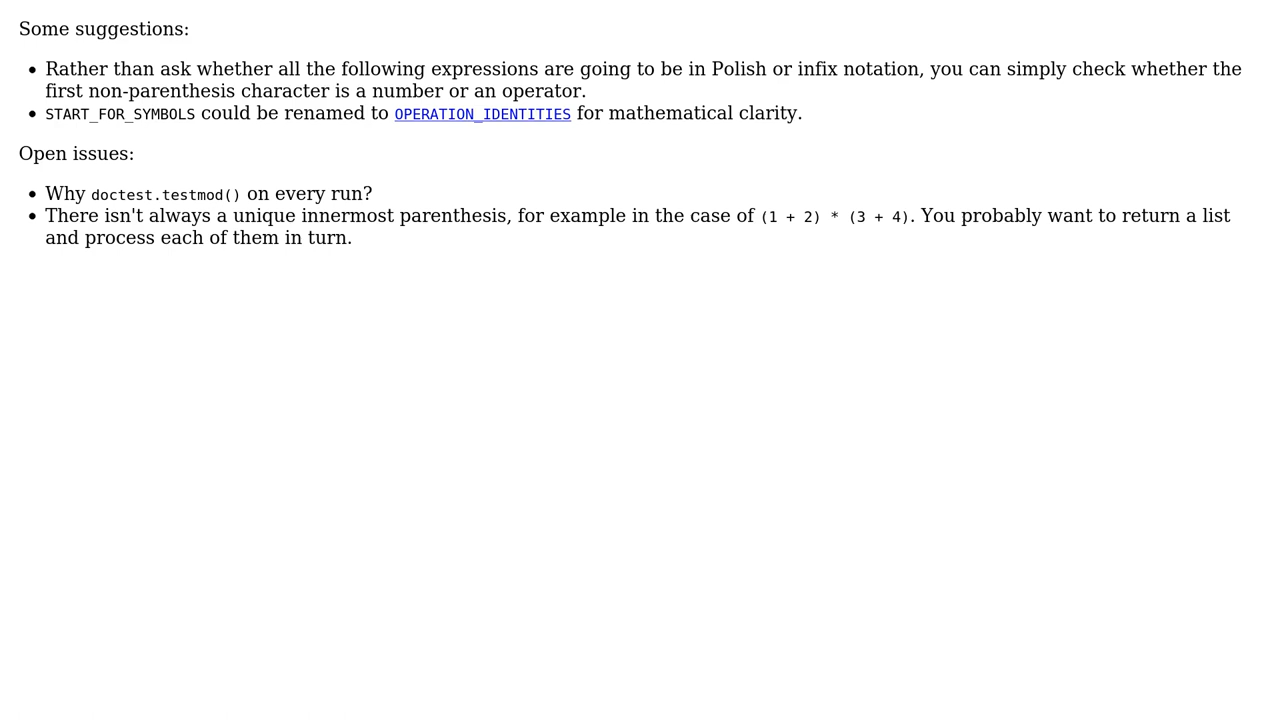 Some suggestions:
Rather than ask whether all the following expressions are going to be in Polish or infix notation, you can simply check whether the
first non-parenthesis character is a number or an operator.
START_FOR_SYMBOLS could be renamed to OPERATION_IDENTITIES for mathematical clarity.
Open issues:
Why doctest.testmod() on every run?
There isn't always a unique innermost parenthesis, for example in the case of (1 + 2) * (3 + 4). You probably want to return a list
and process each of them in turn.